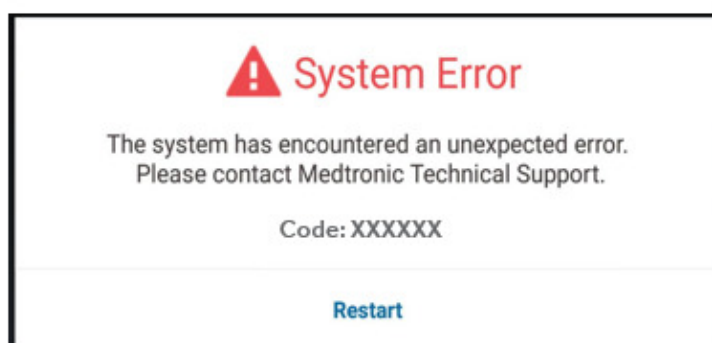 System Error
The system has encountered an unexpected error.
Please contact Medtronic Technical Support.
Code: XXXXXX
Restart